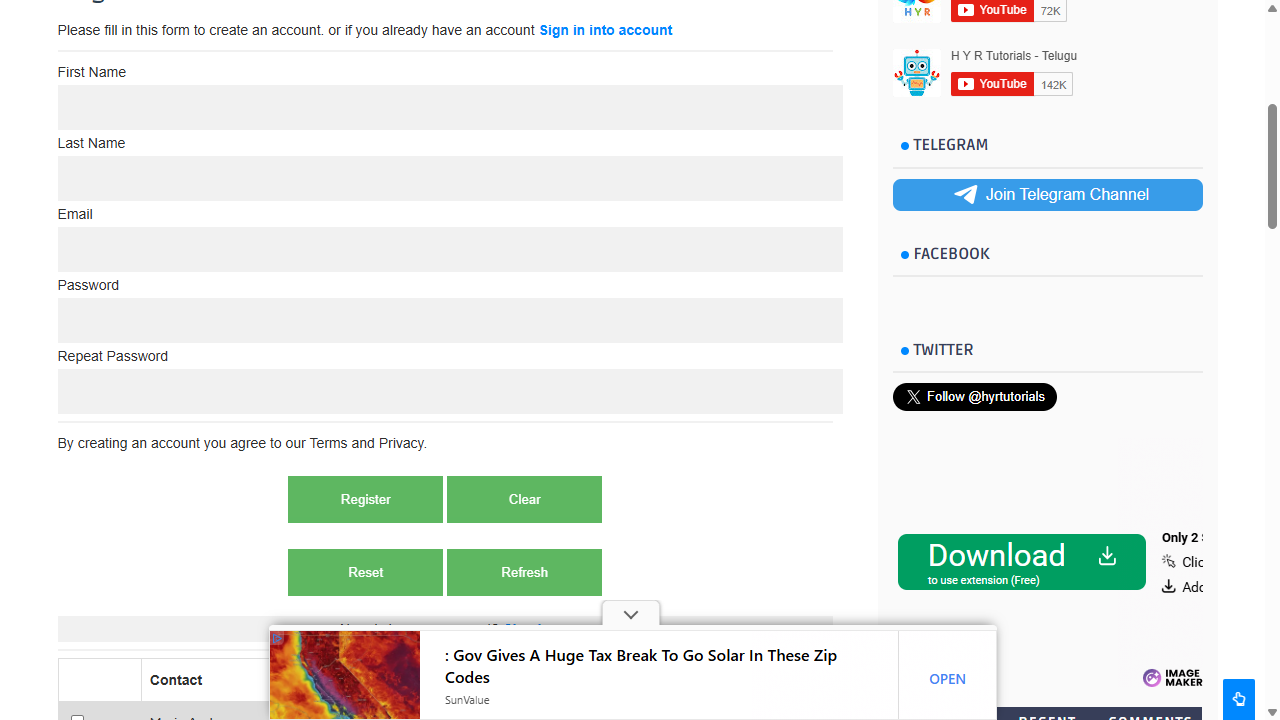 Please fill in this form to create an account. or if you already have an account Sign in into account
First Name
Last Name
Email
Password
Repeat Password
By creating an account you agree to our Terms and Privacy.
Register
Clear
Reset
Refresh
Contact
HYR
YouTube 72K
H Y R Tutorials - Telugu
YouTube 142K
TELEGRAM
Join Telegram Channel
FACEBOOK
TWITTER
Follow @hyrtutorials
Download
to use extension (Free)
Only 2
Clic
Add
IMAGE
MAKER
RECENT COMMENTS
: Gov Gives A Huge Tax Break To Go Solar In These Zip
Codes
SunValue
OPEN